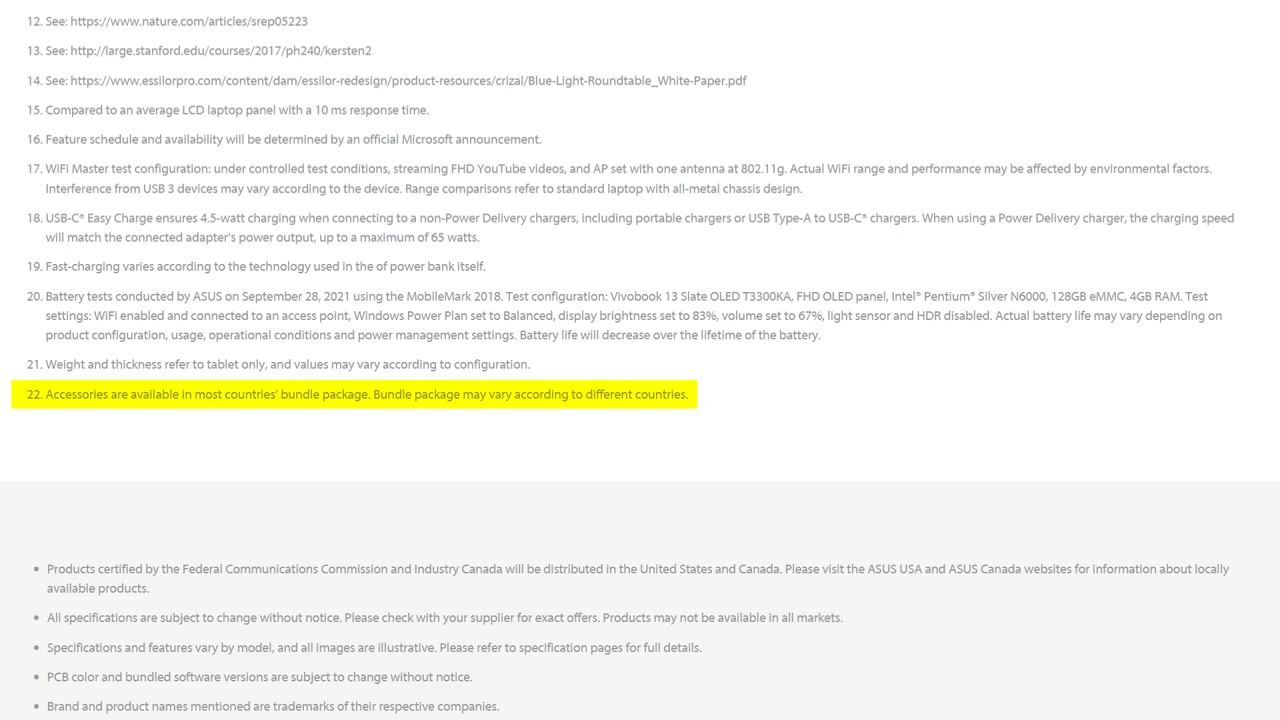 12. See: https://www.nature.com/articles/srep05223
13. See: http://large.stanford.edu/courses/2017/ph240/kersten2
14. See: https://www.essilorpro.com/content/dam/essilor-redesign/product-resources/crizal/Blue-Light-Roundtable_White-Paper.pdf
15. Compared to an average LCD laptop panel with a 10 ms response time.
16. Feature schedule and availability will be determined by an official Microsoft announcement.
17. WiFi Master test configuration: under controlled test conditions, streaming FHD YouTube videos, and AP set with one antenna at 802.11g. Actual WiFi range and performance may be affected by environmental factors.
Interference from USB 3 devices may vary according to the device. Range comparisons refer to standard laptop with all-metal chassis design.
18. USB-C® Easy Charge ensures 4.5-watt charging when connecting to a non-Power Delivery chargers, including portable chargers or USB Type-A to USB-C® chargers. When using a Power Delivery charger, the charging speed
will match the connected adapter's power output, up to a maximum of 65 watts.
19. Fast-charging varies according to the technology used in the of power bank itself.
20. Battery tests conducted by ASUS on September 28, 2021 using the MobileMark 2018. Test configuration: Vivobook 13 Slate OLED T3300KA, FHD OLED panel, Intel® Pentium® Silver N6000, 128GB eMMC, 4GB RAM. Test
settings: WiFi enabled and connected to an access point, Windows Power Plan set to Balanced, display brightness set to 83%, volume set to 67%, light sensor and HDR disabled. Actual battery life may vary depending on
product configuration, usage, operational conditions and power management settings. Battery life will decrease over the lifetime of the battery.
21. Weight and thickness refer to tablet only, and values may vary according to configuration.
22. Accessories are available in most countries' bundle package. Bundle package may vary according to different countries.
• Products certified by the Federal Communications Commission and Industry Canada will be distributed in the United States and Canada. Please visit the ASUS USA and ASUS Canada websites for information about locally
available products.
• All specifications are subject to change without notice. Please check with your supplier for exact offers. Products may not be available in all markets.
• Specifications and features vary by model, and all images are illustrative. Please refer to specification pages for full details.
• PCB color and bundled software versions are subject to change without notice.
• Brand and product names mentioned are trademarks of their respective companies.